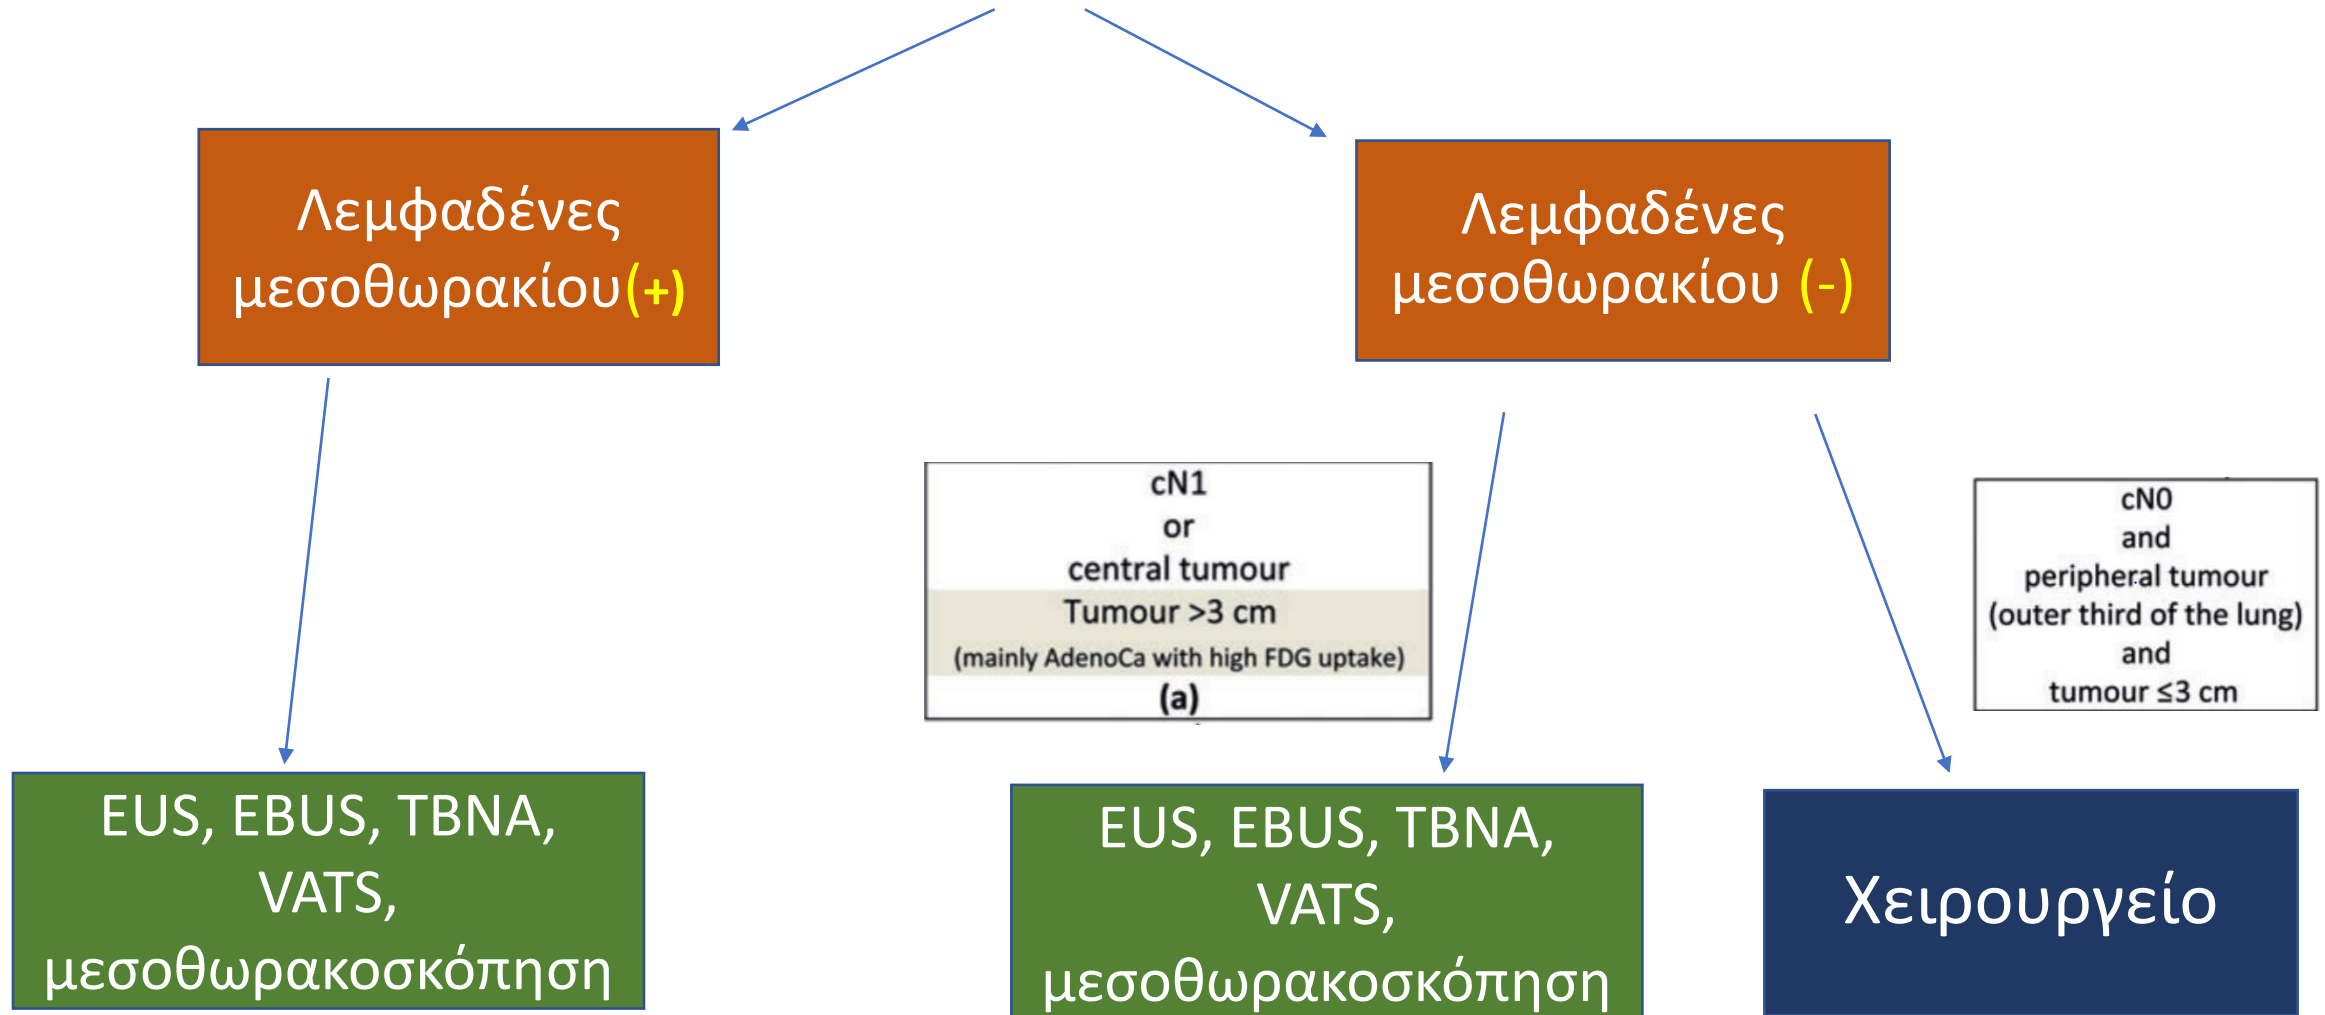 Λεμφαδένες
μεσοθωρακίου(+)
Λεμφαδένες
μεσοθωρακίου (-)
cN1
or
central tumour
Tumour >3 cm
(mainly AdenoCa with high FDG uptake)
(a)
cN0
and
peripheral tumour
(outer third of the lung)
and
tumour ≤3 cm
EUS, EBUS, TBNA,
VATS,
μεσοθωρακοσκόπηση
EUS, EBUS, TBNA,
VATS,
μεσοθωρακοσκόπηση
Χειρουργείο